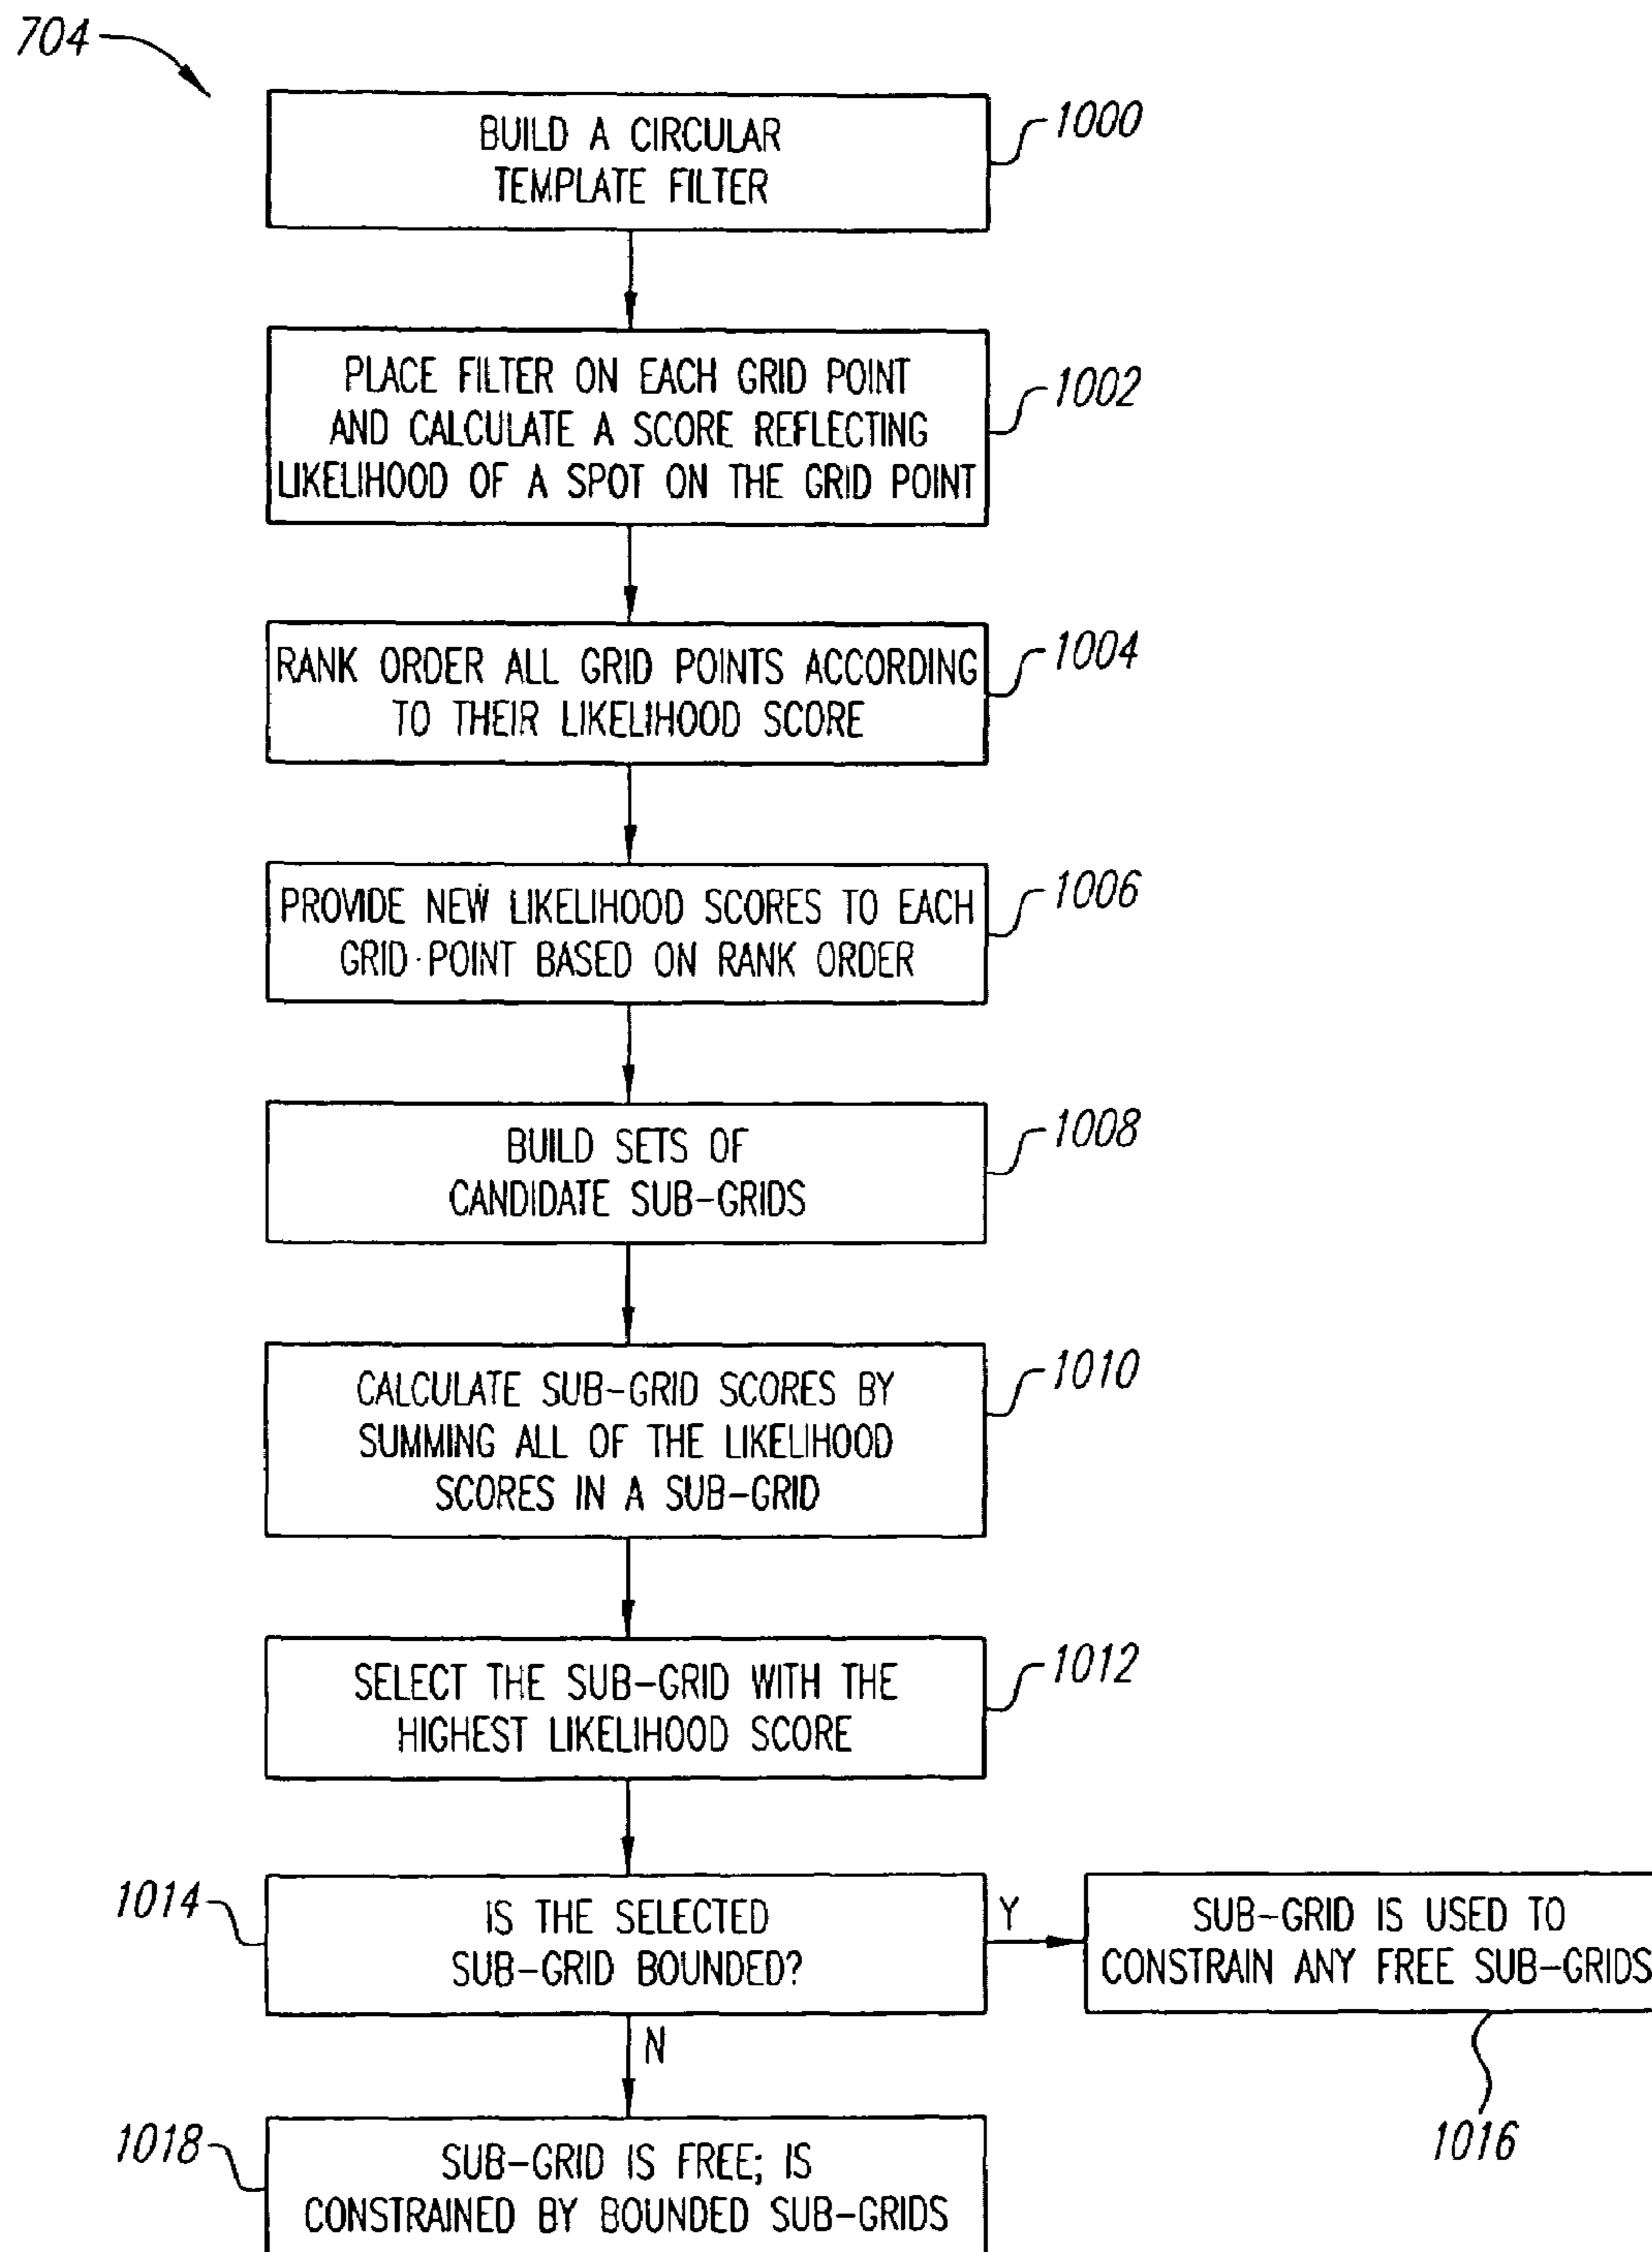 704
BUILD A CIRCULAR
TEMPLATE FILTER
1000
PLACE FILTER ON EACH GRID POINT
AND CALCULATE A SCORE REFLECTING
LIKELIHOOD OF A SPOT ON THE GRID POINT
1002
RANK ORDER ALL GRID POINTS ACCORDING
TO THEIR LIKELIHOOD SCORE
1004
PROVIDE NEW LIKELIHOOD SCORES TO EACH
GRID POINT BASED ON RANK ORDER
1006
BUILD SETS OF
CANDIDATE SUB-GRIDS
1008
CALCULATE SUB-GRID SCORES BY
SUMMING ALL OF THE LIKELIHOOD
SCORES IN A SUB-GRID
1010
SELECT THE SUB-GRID WITH THE
HIGHEST LIKELIHOOD SCORE
1012
1014
IS THE SELECTED
SUB-GRID BOUNDED?
Y
SUB-GRID IS USED TO
CONSTRAIN ANY FREE SUB-GRIDS
1016
N
1018
SUB-GRID IS FREE; IS
CONSTRAINED BY BOUNDED SUB-GRIDS